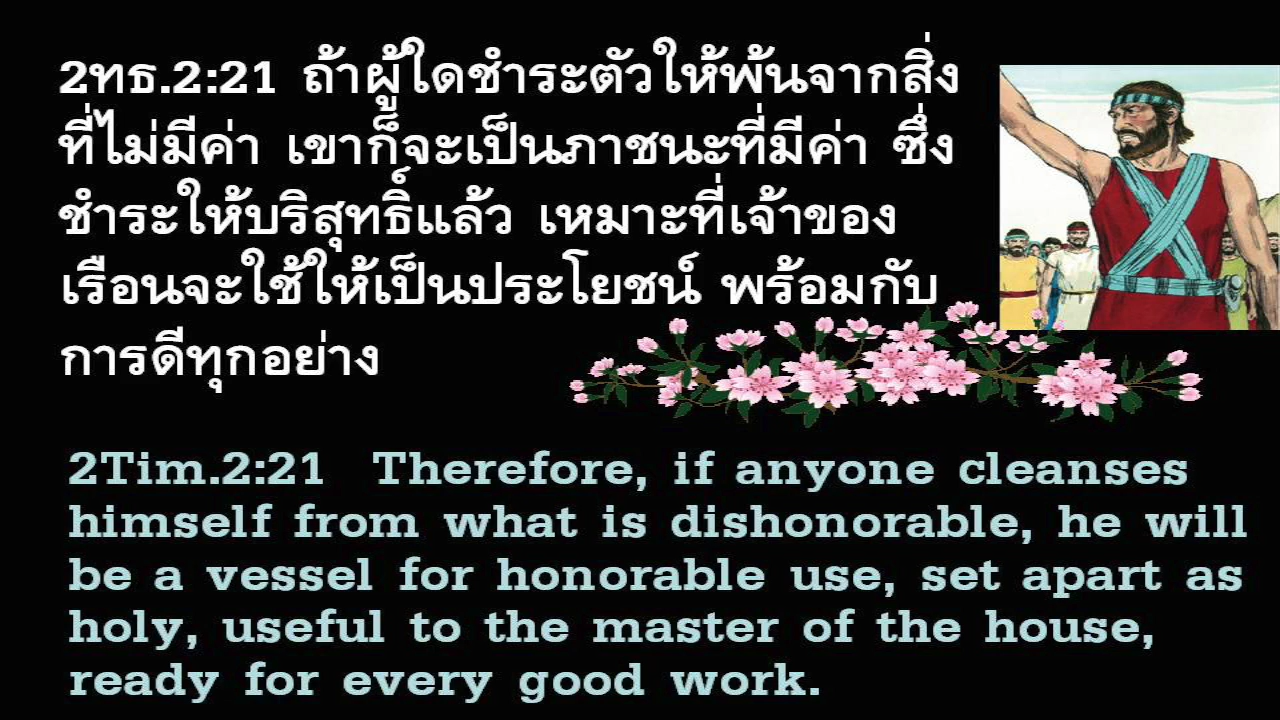 2ทธ.2:21 ถ้าผู้ใดชำระตัวให้พ้นจากสิ่ง
ที่ไม่มีค่า เขาก็จะเป็นภาชนะที่มีค่า ซึ่ง
ชำระให้บริสุทธิ์แล้ว เหมาะที่เจ้าของ
เรือนจะใช้ให้เป็นประโยชน์ พร้อมกับ
การดีทุกอย่าง
2Tim.2:21 Therefore, if anyone cleanses
himself from what is dishonorable, he will
be a vessel for honorable use, set apart as
holy, useful to the master of the house,
ready for every good work.